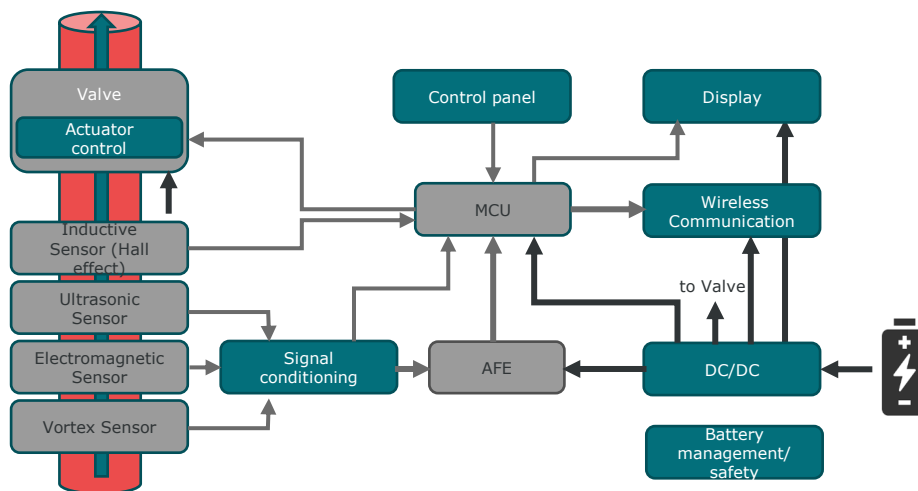 Valve
Actuator
control
Control panel
Display
MCU
Wireless
Communication
Inductive
Sensor (Hall
effect)
Ultrasonic
Sensor
to Valve
Electromagnetic
Sensor
Signal
conditioning
AFE
DC/DC
Vortex Sensor
Battery
management/
safety